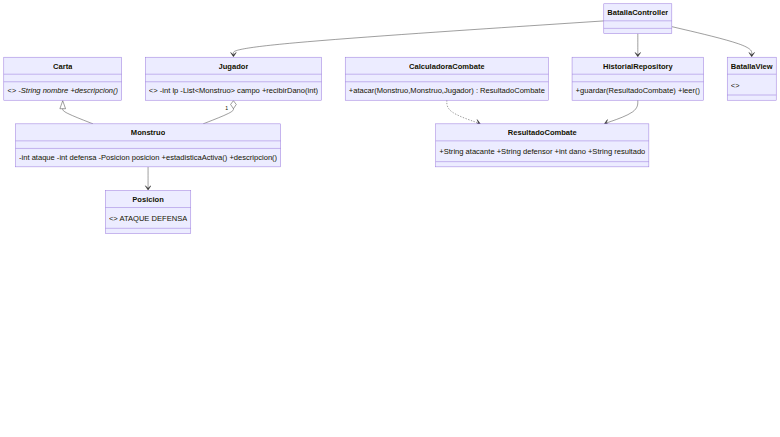 BatallaController
Carta
<> -String nombre +descripcion()
Jugador
<> -int lp -List<Monstruo> campo +recibirDano(int)
CalculadoraCombate
+atacar(Monstruo,Monstruo,Jugador) : ResultadoCombate
HistorialRepository
+guardar(ResultadoCombate) +leer()
BatallaView
<>
1
Monstruo
-int ataque -int defensa -Posicion posicion +estadisticaActiva() +descripcion()
ResultadoCombate
+String atacante +String defensor +int dano +String resultado
Posicion
<> ATAQUE DEFENSA